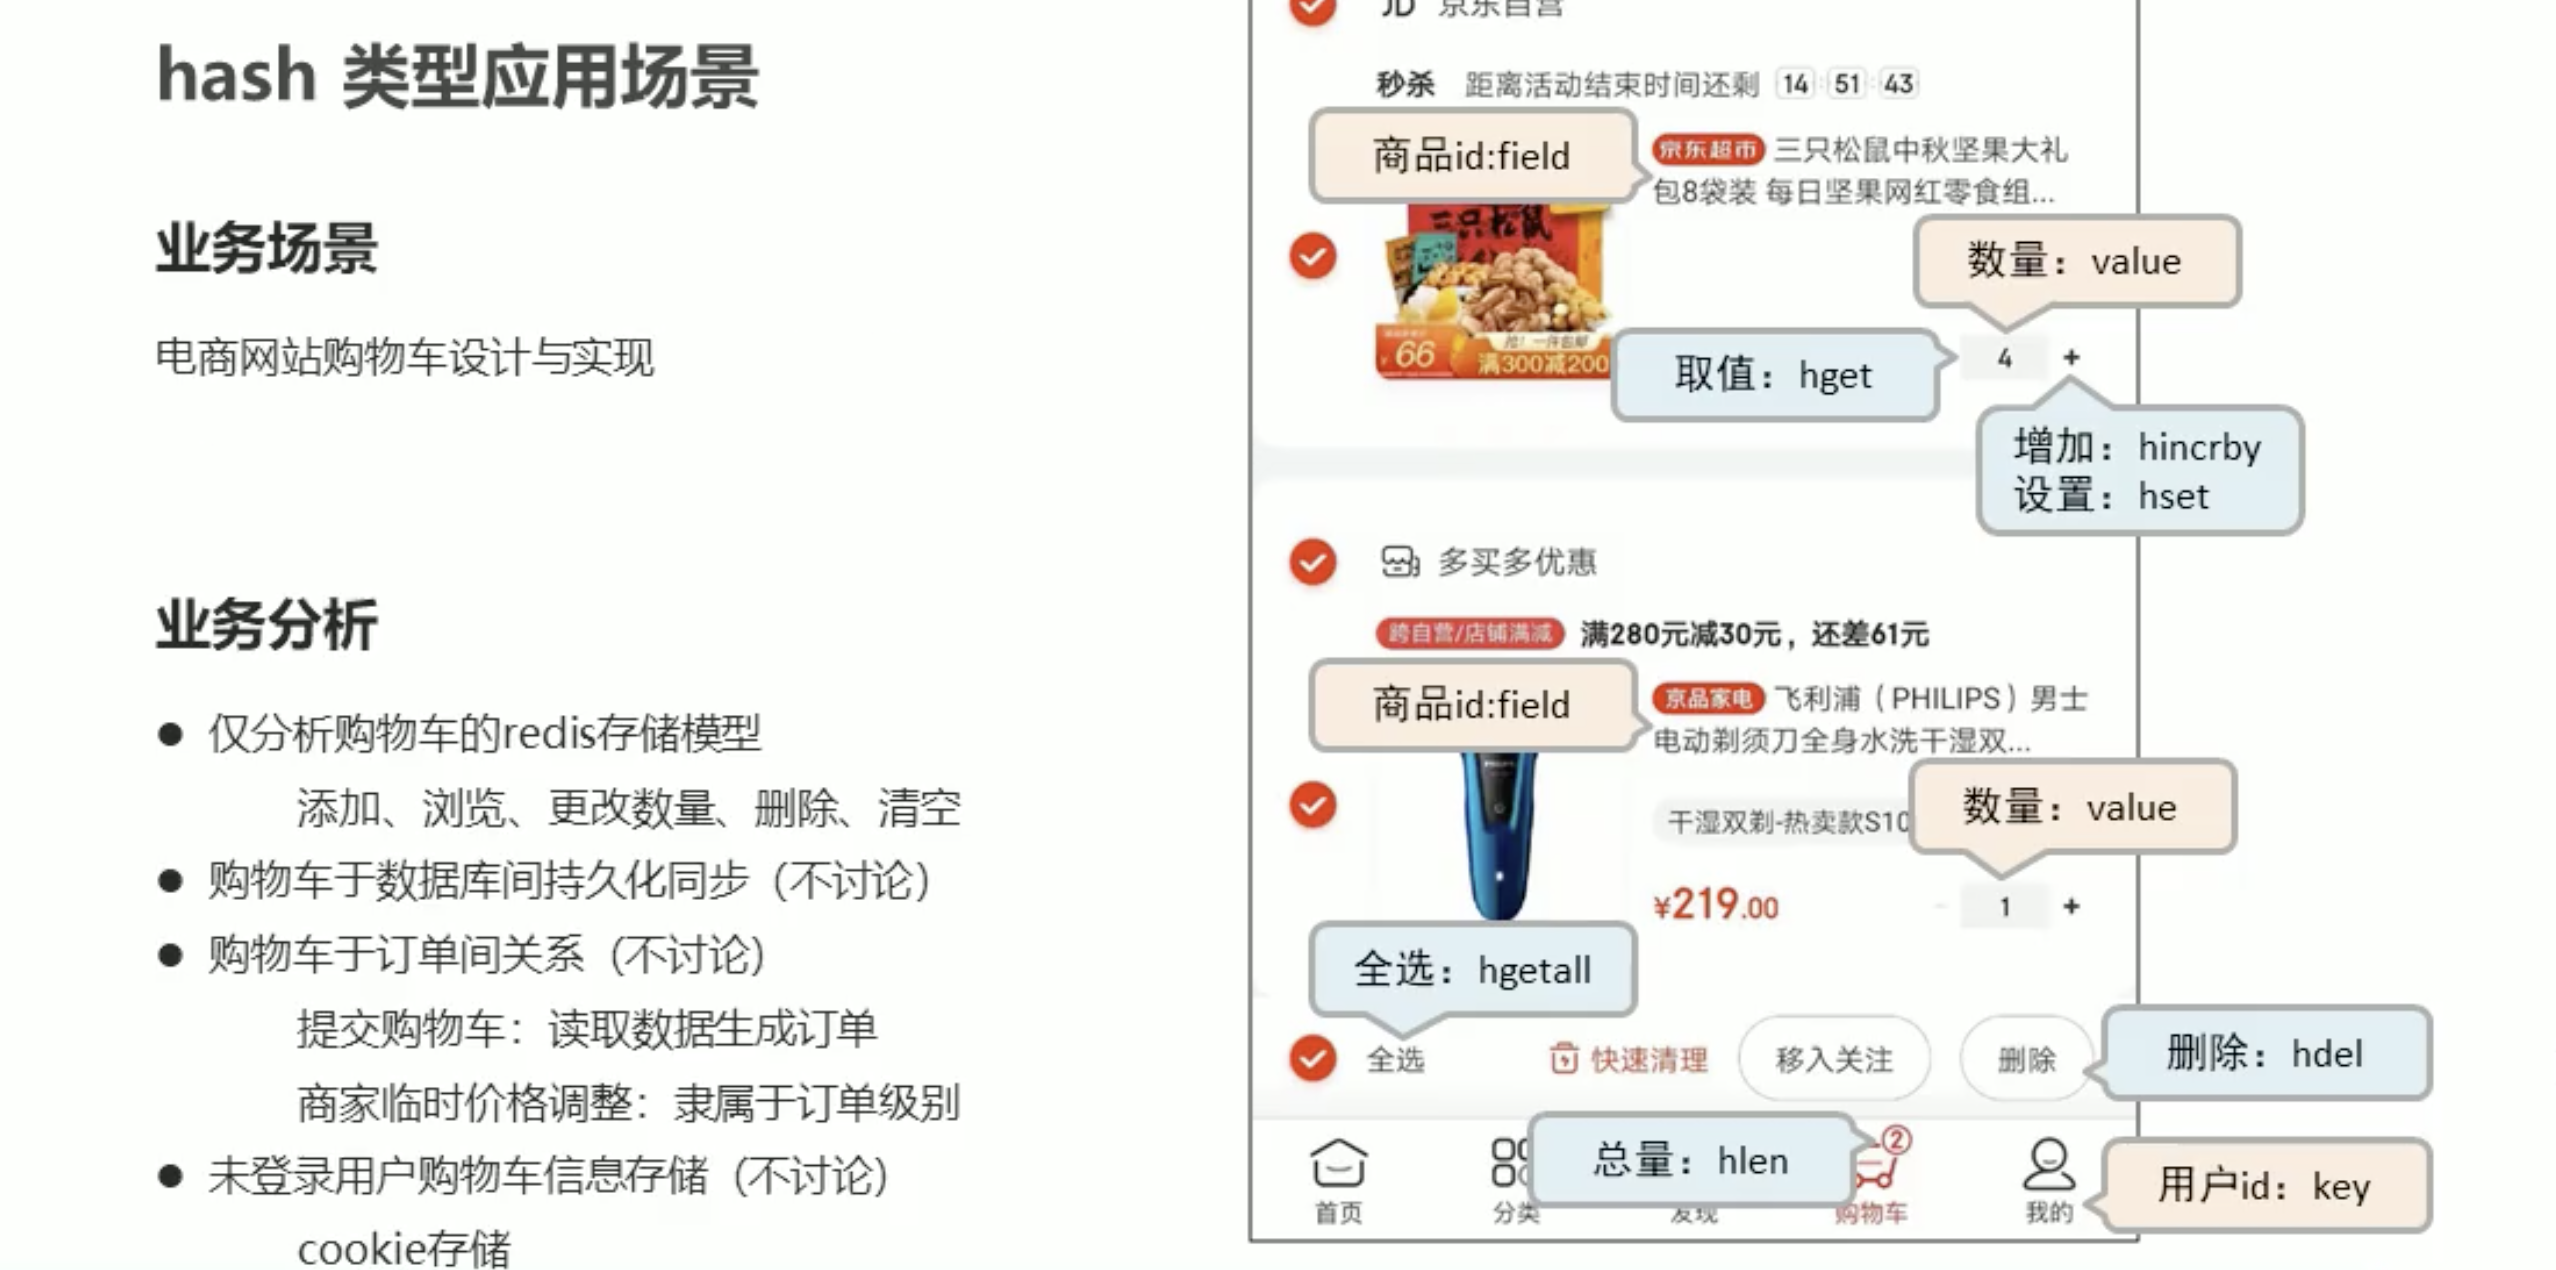 hash 类型应用场景
业务场景
电商网站购物车设计与实现
业务分析
● 仅分析购物车的redis存储模型
添加、浏览、更改数量、删除、清空
● 购物车于数据库间持久化同步（不讨论）
● 购物车于订单间关系（不讨论）
提交购物车：读取数据生成订单
商家临时价格调整：隶属于订单级别
● 未登录用户购物车信息存储（不讨论）
cookie存储
JD 京东自营
秒杀 距离活动结束时间还剩 14:51:43
商品id:field
京东超市 三只松鼠中秋坚果大礼
包8袋装 每日坚果网红零食组...
三只松鼠
数量：value
¥66
抢！一件包邮
满300减200
取值：hget
4 +
增加：hincrby
设置：hset
多买多优惠
跨自营/店铺满减 满280元减30元，还差61元
商品id:field
京品家电 飞利浦（PHILIPS）男士
电动剃须刀全身水洗干湿双...
干湿双剃-热卖款S10
数量：value
¥219.00
- 1 +
全选：hgetall
全选 快速清理 移入关注 删除
删除：hdel
总量：hlen
2
用户id：key
首页 分类 发现 购物车 我的